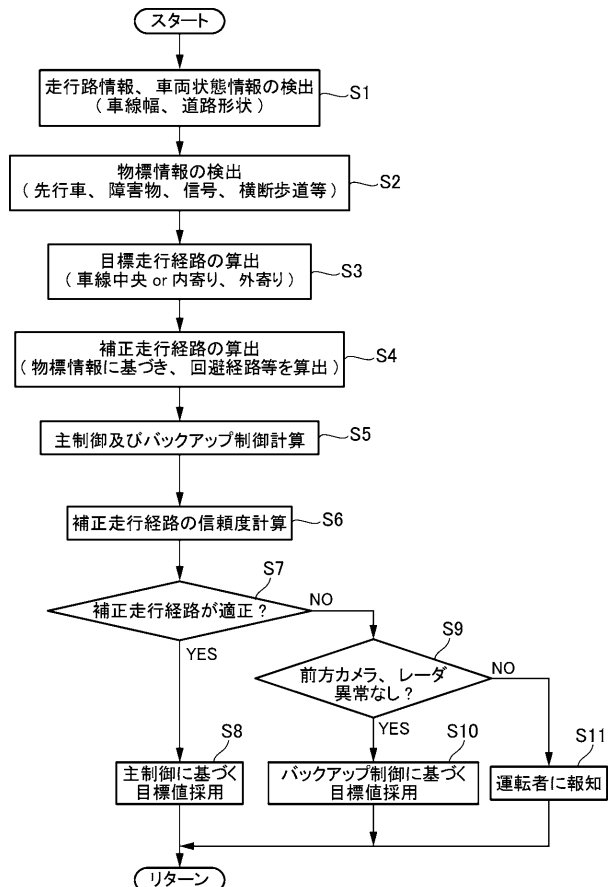 スタート
走行路情報、車両状態情報の検出
（車線幅、道路形状）
S1
物標情報の検出
（先行車、障害物、信号、横断歩道等）
S2
目標走行経路の算出
（車線中央 or 内寄り、外寄り）
S3
補正走行経路の算出
（物標情報に基づき、回避経路等を算出）
S4
主制御及びバックアップ制御計算
S5
補正走行経路の信頼度計算
S6
S7
補正走行経路が適正？
NO
YES
S9
前方カメラ、レーダ
異常なし？
NO
YES
S8
主制御に基づく
目標値採用
S10
バックアップ制御に基づく
目標値採用
S11
運転者に報知
リターン